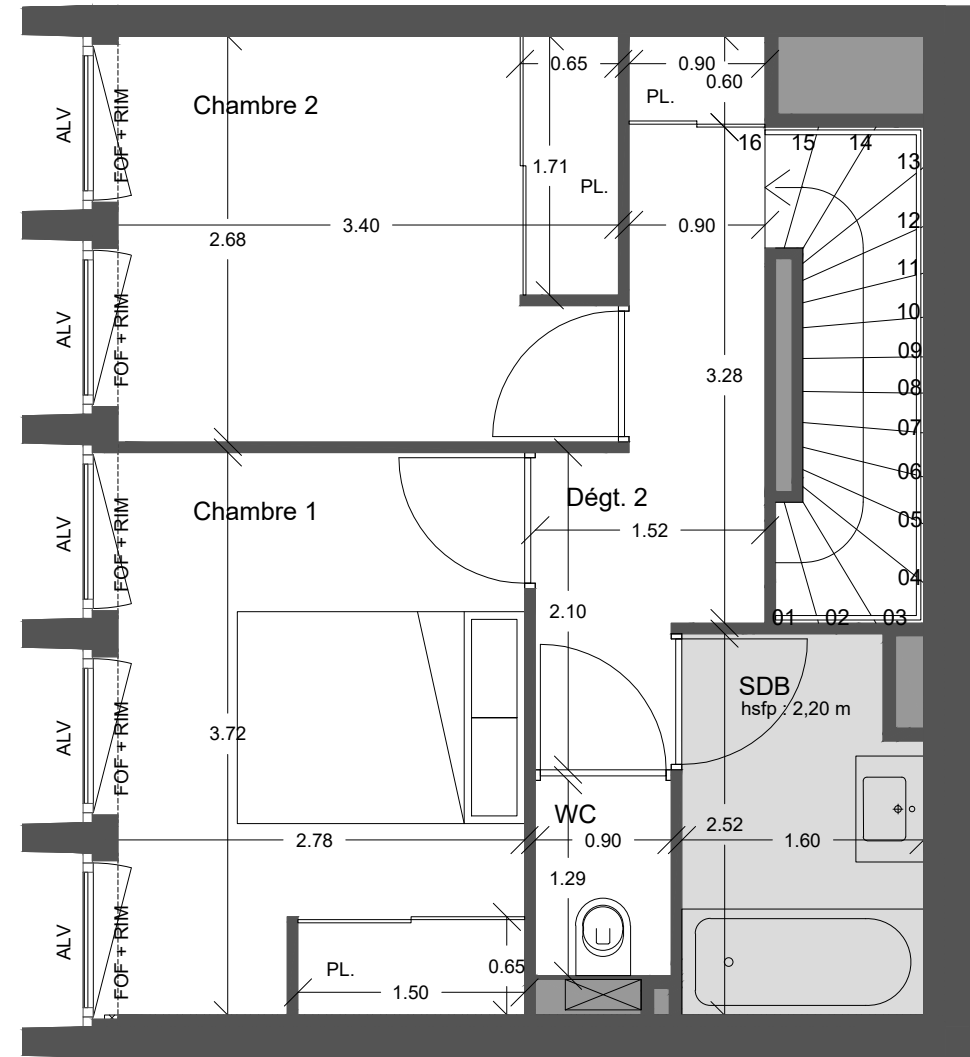 0.65
0.90
0.60
PL.
Chambre 2
ALV
FOF + RIM
16
15
14
13
1.71
PL.
12
2.68
3.40
0.90
11
10
ALV
FOF + RIM
09
3.28
08
07
06
Chambre 1
Dégt. 2
05
ALV
FOF + RIM
1.52
04
2.10
01
02
03
SDB
hsfp : 2,20 m
3.72
ALV
FOF + RIM
WC
2.52
2.78
0.90
1.60
1.29
ALV
FOF + RIM
PL.
0.65
1.50